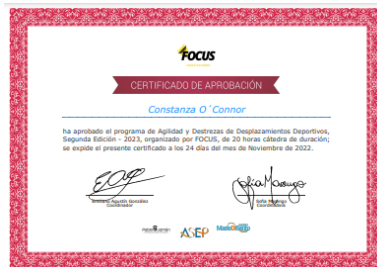 FOCUS
CERTIFICADO DE APROBACIÓN
Constanza O´Connor
ha aprobado el programa de Agilidad y Destrezas de Desplazamientos Deportivos,
Segunda Edición – 2023, organizado por FOCUS, de 20 horas cátedra de duración;
se expide el presente certificado a los 24 días del mes de Noviembre de 2022.
Agustín González
Coordinador
Sofía
Coordinadora
ASEP